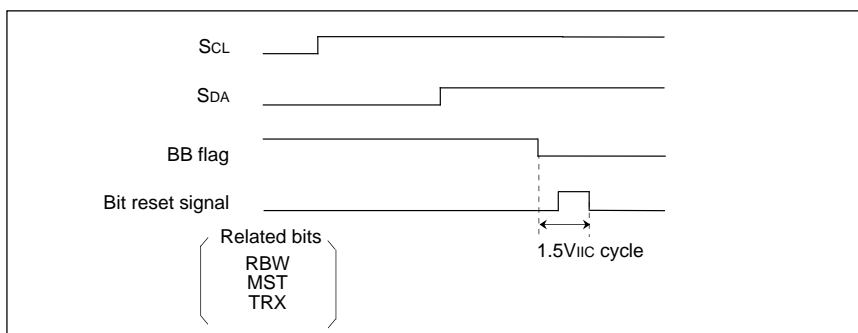 SCL
SDA
BB flag
Bit reset signal
1.5VIIC cycle
Related bits
RBW
MST
TRX